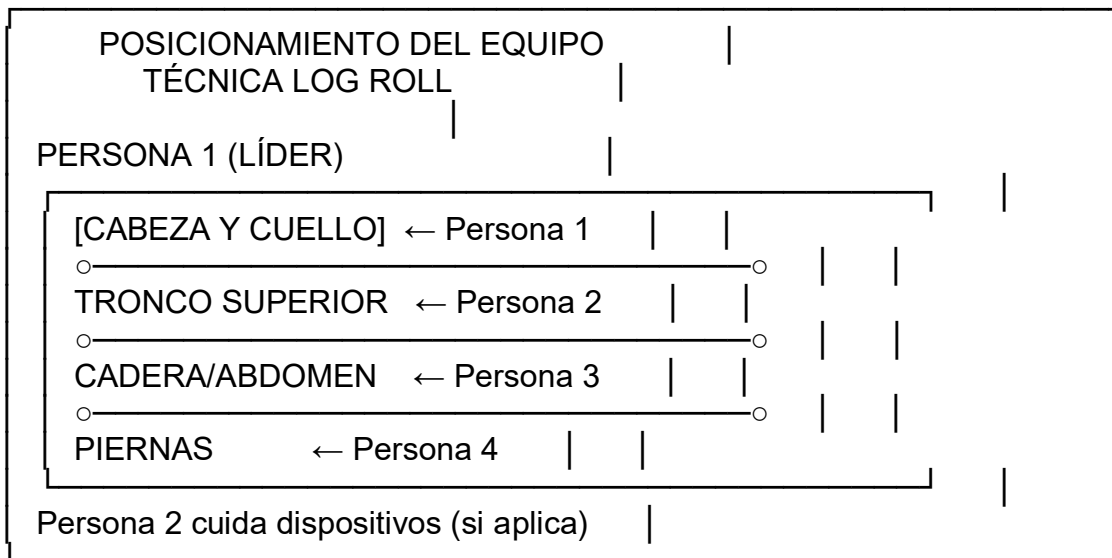 POSICIONAMIENTO DEL EQUIPO
TÉCNICA LOG ROLL
PERSONA 1 (LÍDER)
[CABEZA Y CUELLO] ← Persona 1
TRONCO SUPERIOR ← Persona 2
CADERA/ABDOMEN ← Persona 3
PIERNAS ← Persona 4
Persona 2 cuida dispositivos (si aplica)